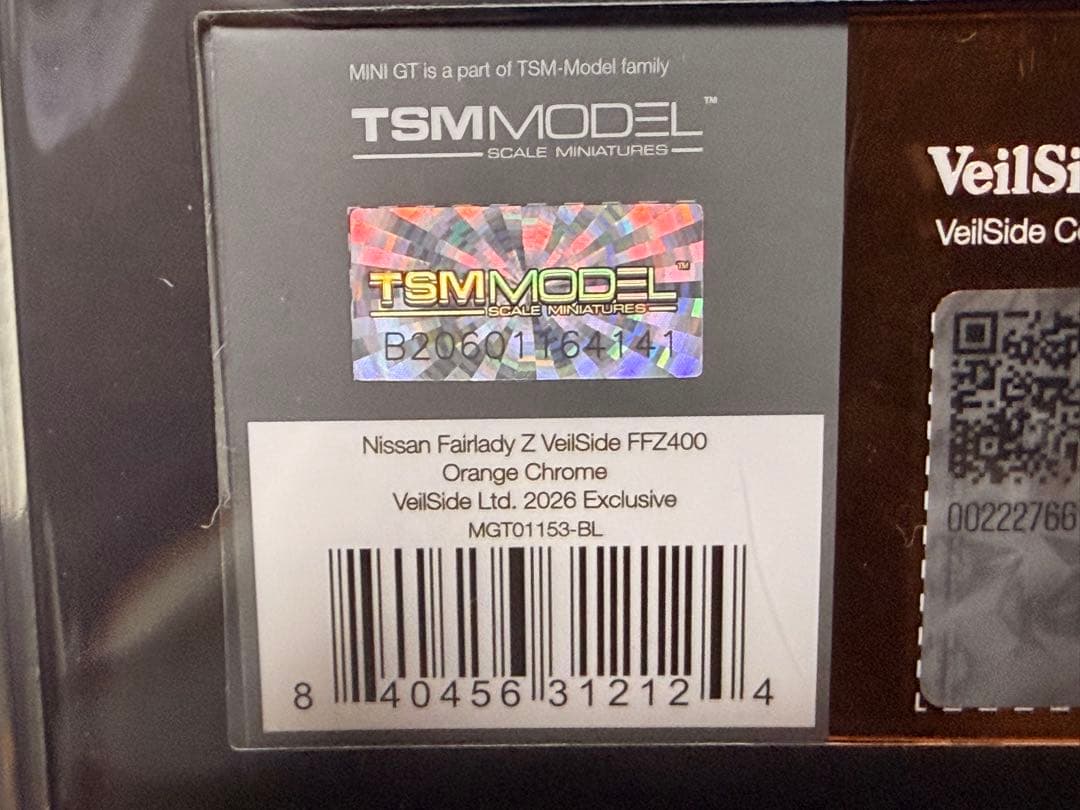 MINI GT is a part of TSM-Model family
TSMMODEL™
SCALE MINIATURES
TSMMODEL™
SCALE MINIATURES
B20601164141
Nissan Fairlady Z VeilSide FFZ400
Orange Chrome
VeilSide Ltd. 2026 Exclusive
MGT01153-BL
8 40456 31212 4
VeilSi
VeilSide C
00222766